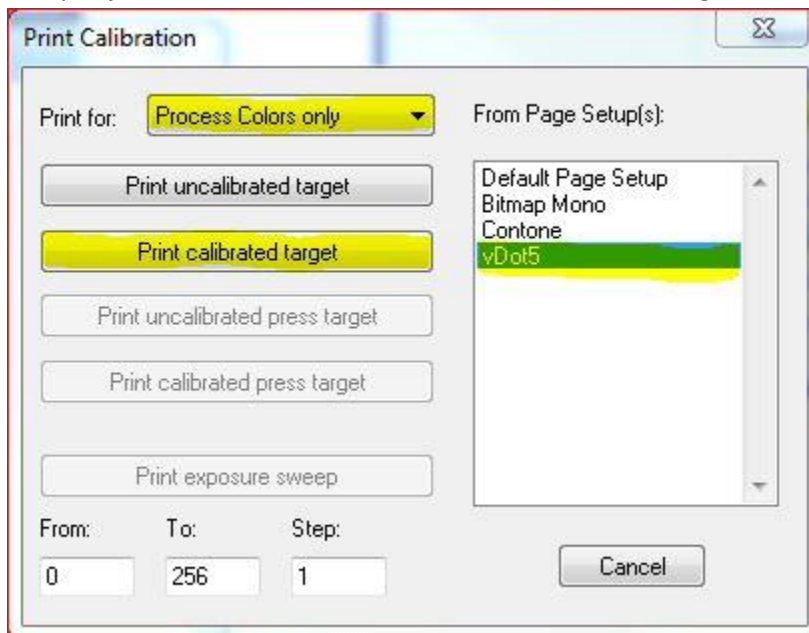 Print Calibration
Print for: Process Colors only
Print uncalibrated target
Print calibrated target
Print uncalibrated press target
Print calibrated press target
Print exposure sweep
From: To: Step:
0 256 1
From Page Setup(s):
Default Page Setup
Bitmap Mono
Contone
vDot5
Cancel